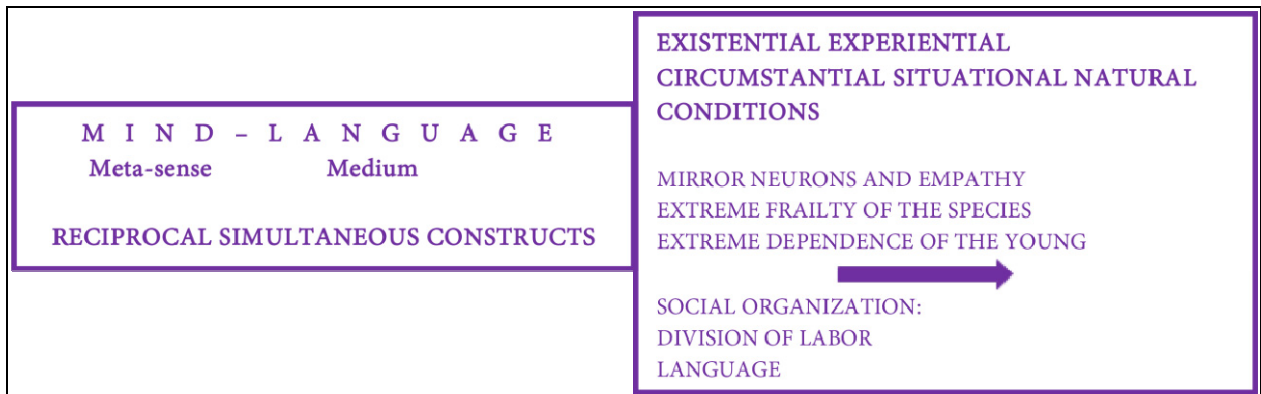 M I N D – L A N G U A G E
Meta-sense Medium
RECIPROCAL SIMULTANEOUS CONSTRUCTS
EXISTENTIAL EXPERIENTIAL
CIRCUMSTANTIAL SITUATIONAL NATURAL
CONDITIONS
MIRROR NEURONS AND EMPATHY
EXTREME FRAILTY OF THE SPECIES
EXTREME DEPENDENCE OF THE YOUNG
SOCIAL ORGANIZATION:
DIVISION OF LABOR
LANGUAGE